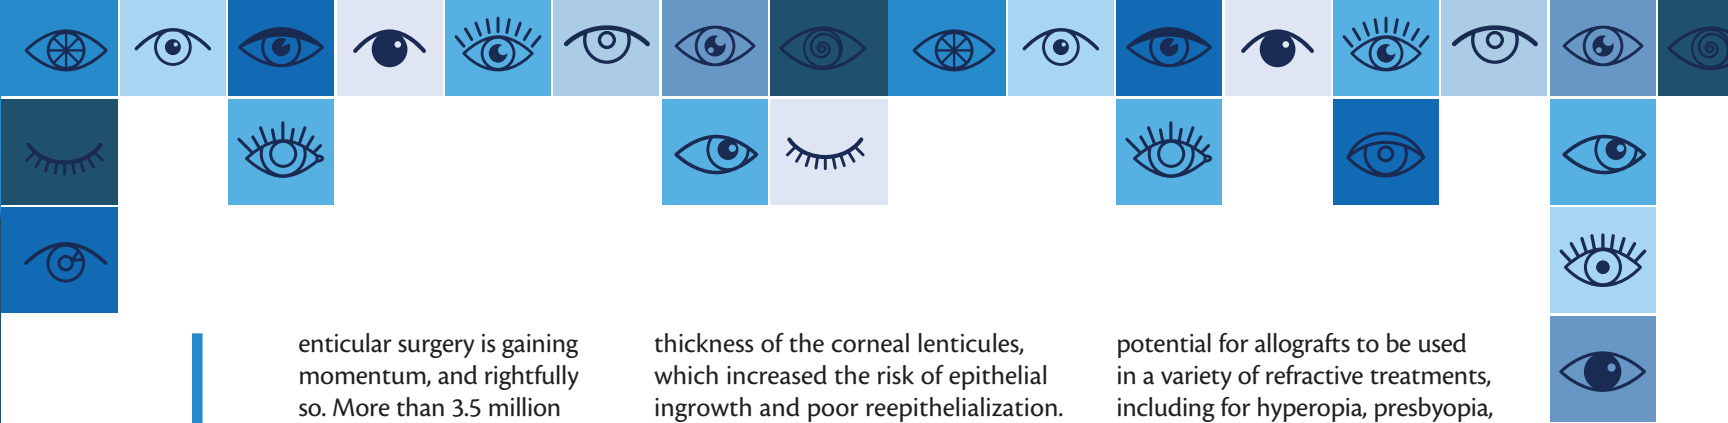 Lenticular surgery is gaining
momentum, and rightfully
so. More than 3.5 million
thickness of the corneal lenticules,
which increased the risk of epithelial
ingrowth and poor reepithelialization.
potential for allografts to be used
in a variety of refractive treatments,
including for hyperopia, presbyopia,